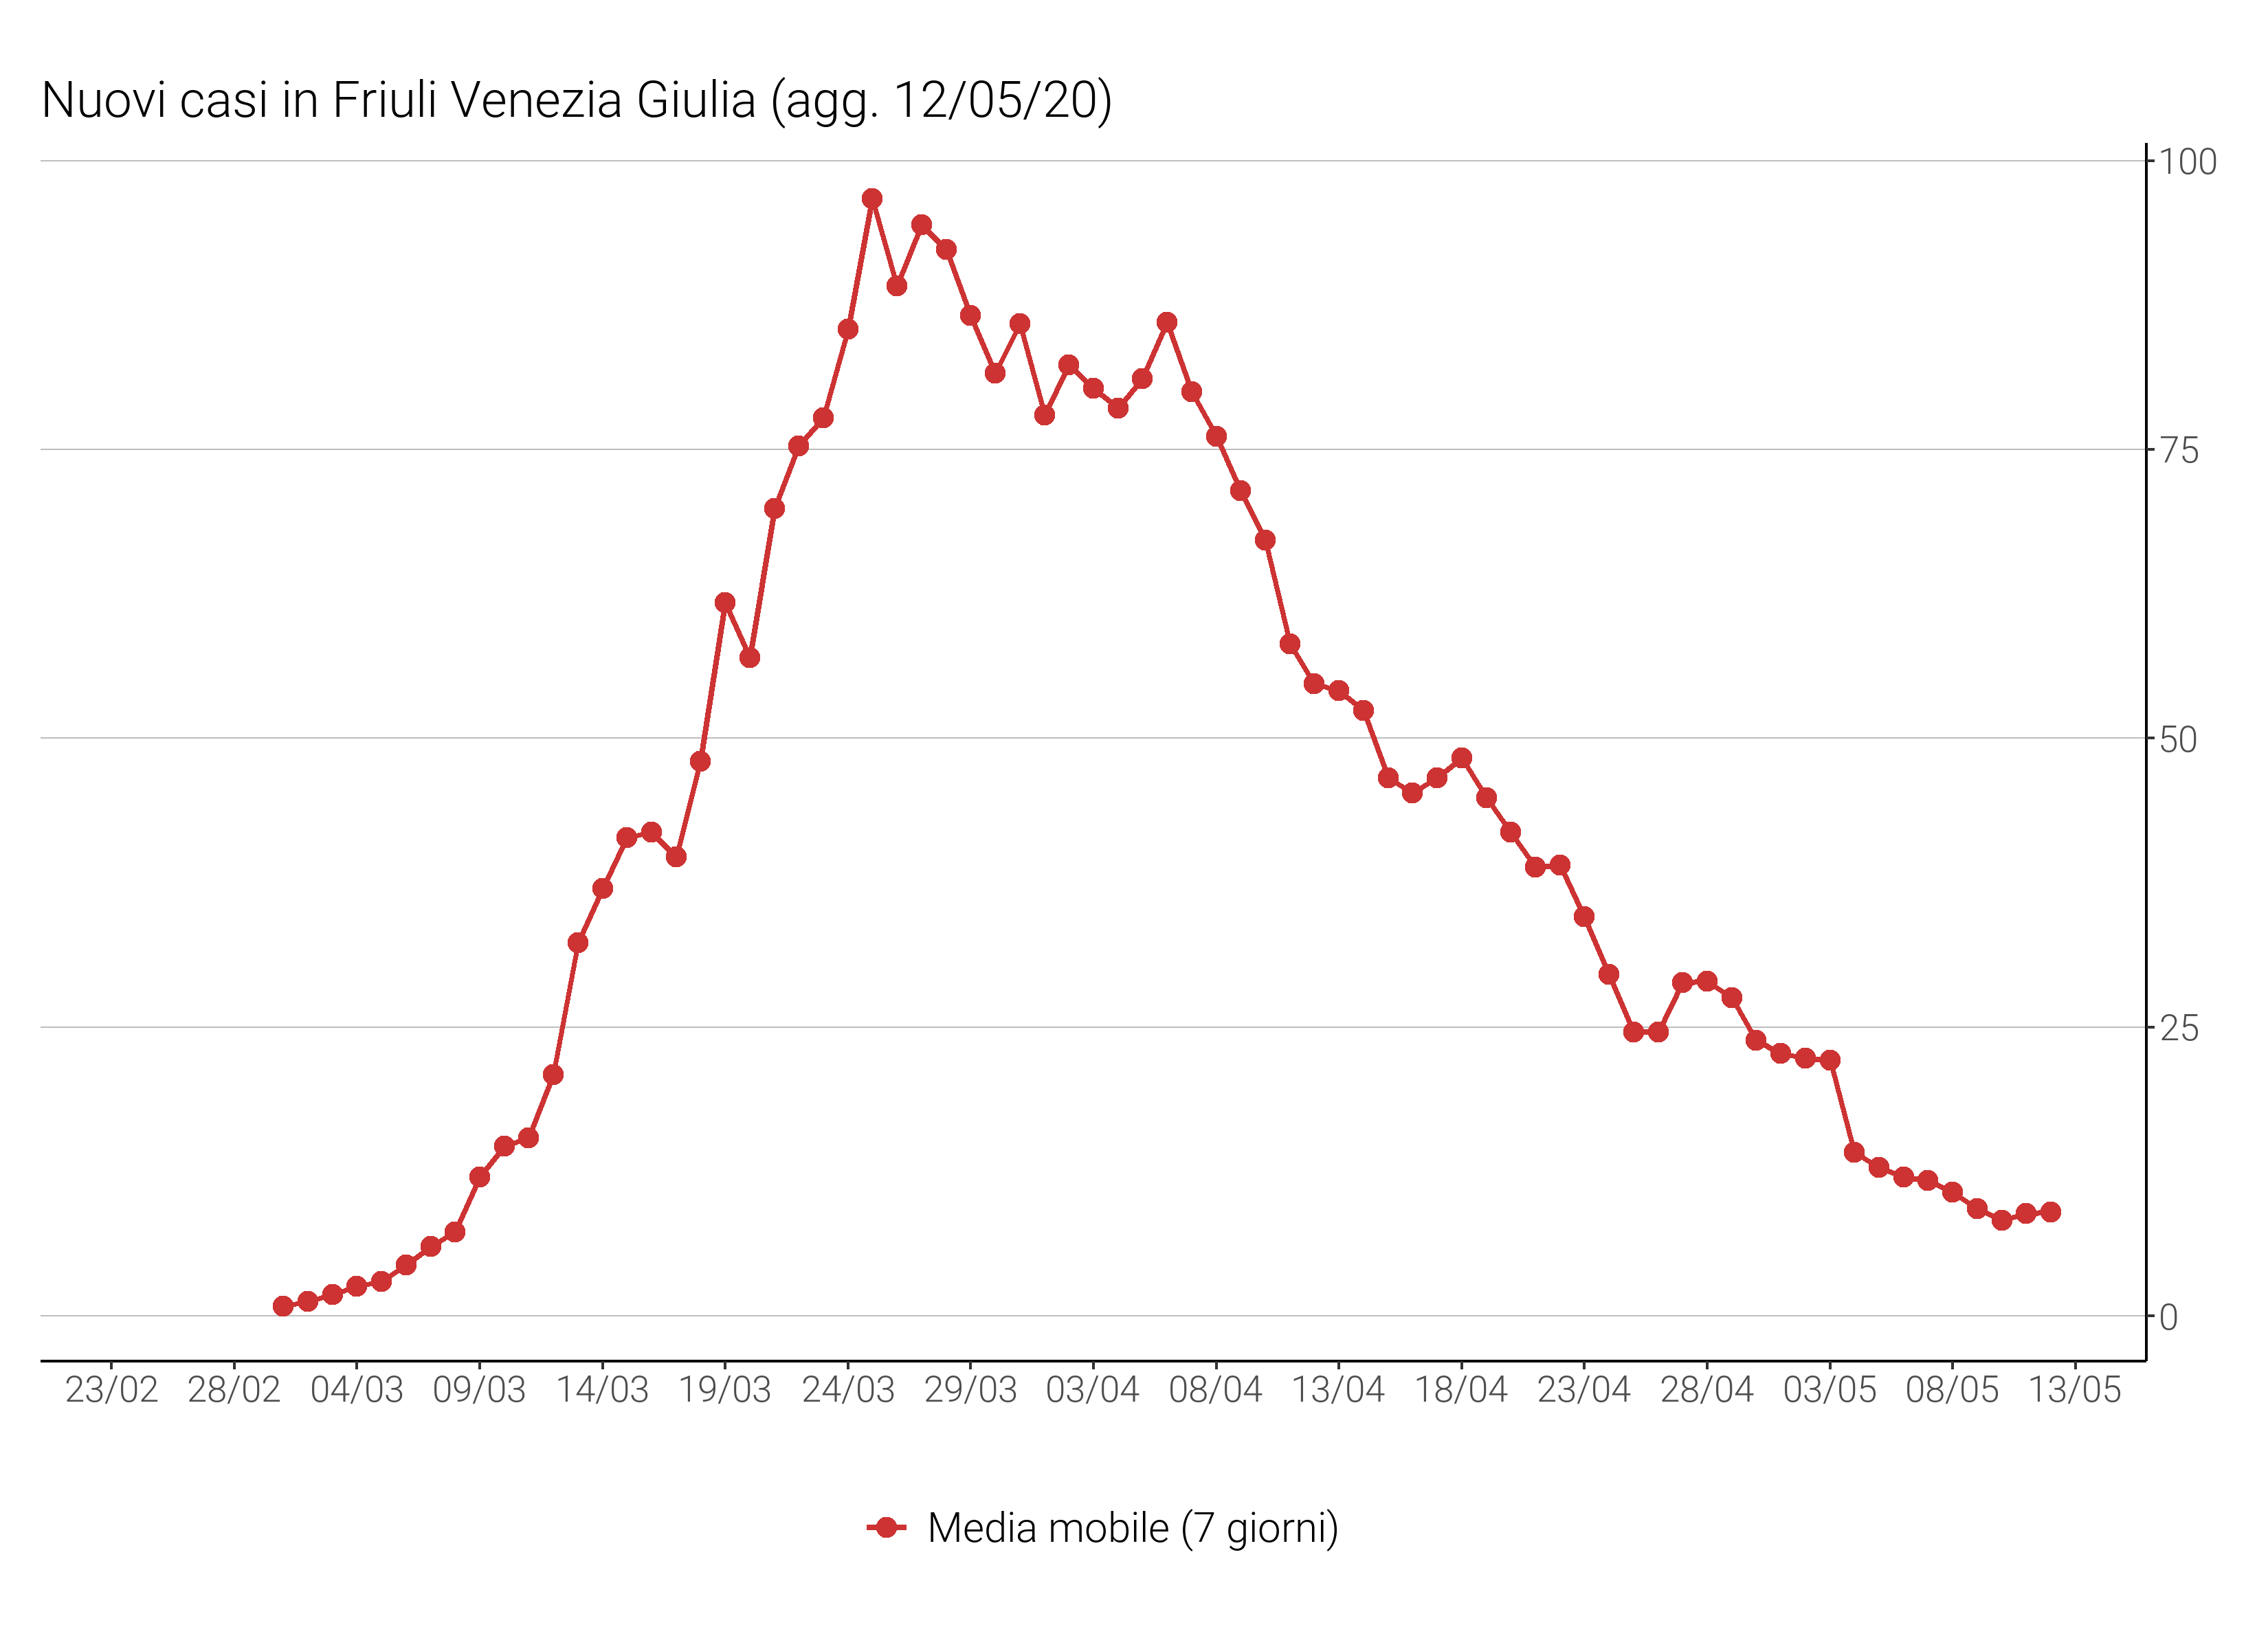 Nuovi casi in Friuli Venezia Giulia (agg. 12/05/20)
100
75
50
25
0
23/02 28/02 04/03 09/03 14/03 19/03 24/03 29/03 03/04 08/04 13/04 18/04 23/04 28/04 03/05 08/05 13/05
Media mobile (7 giorni)